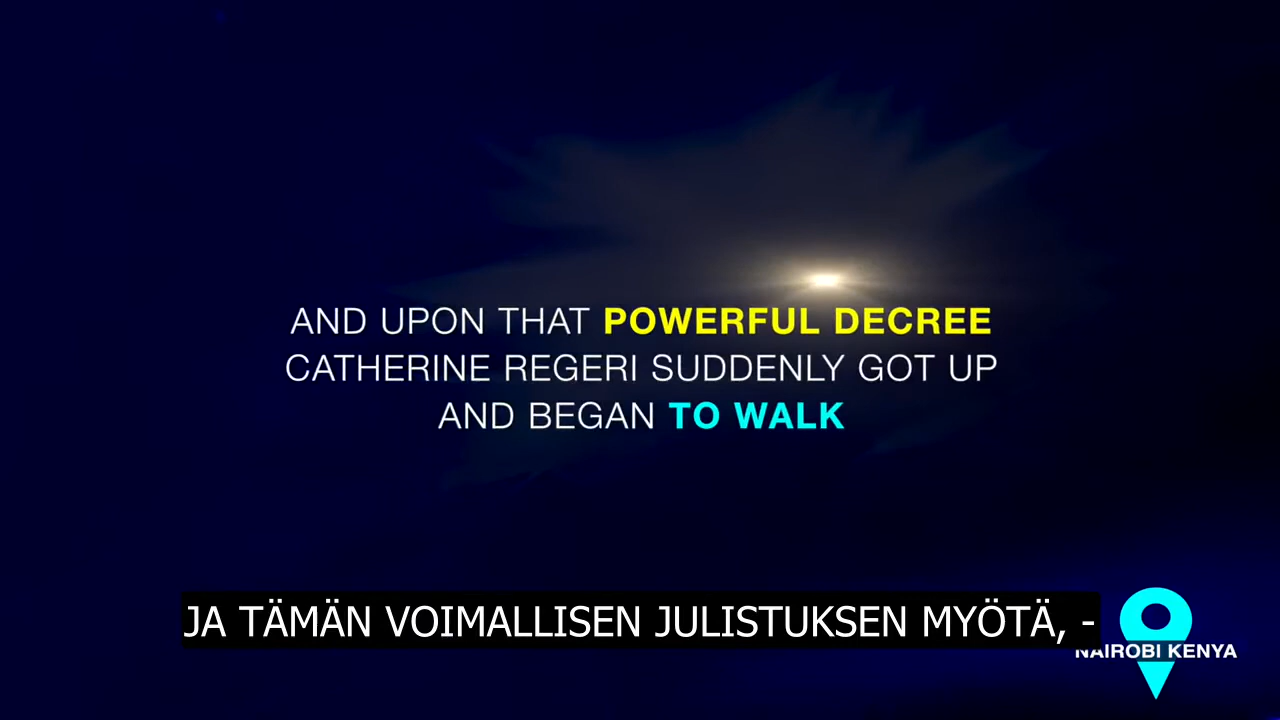 AND UPON THAT POWERFUL DECREE
CATHERINE REGERI SUDDENLY GOT UP
AND BEGAN TO WALK
JA TÄMÄN VOIMALLISEN JULISTUKSEN MYÖTÄ, -
NAIROBI KENYA